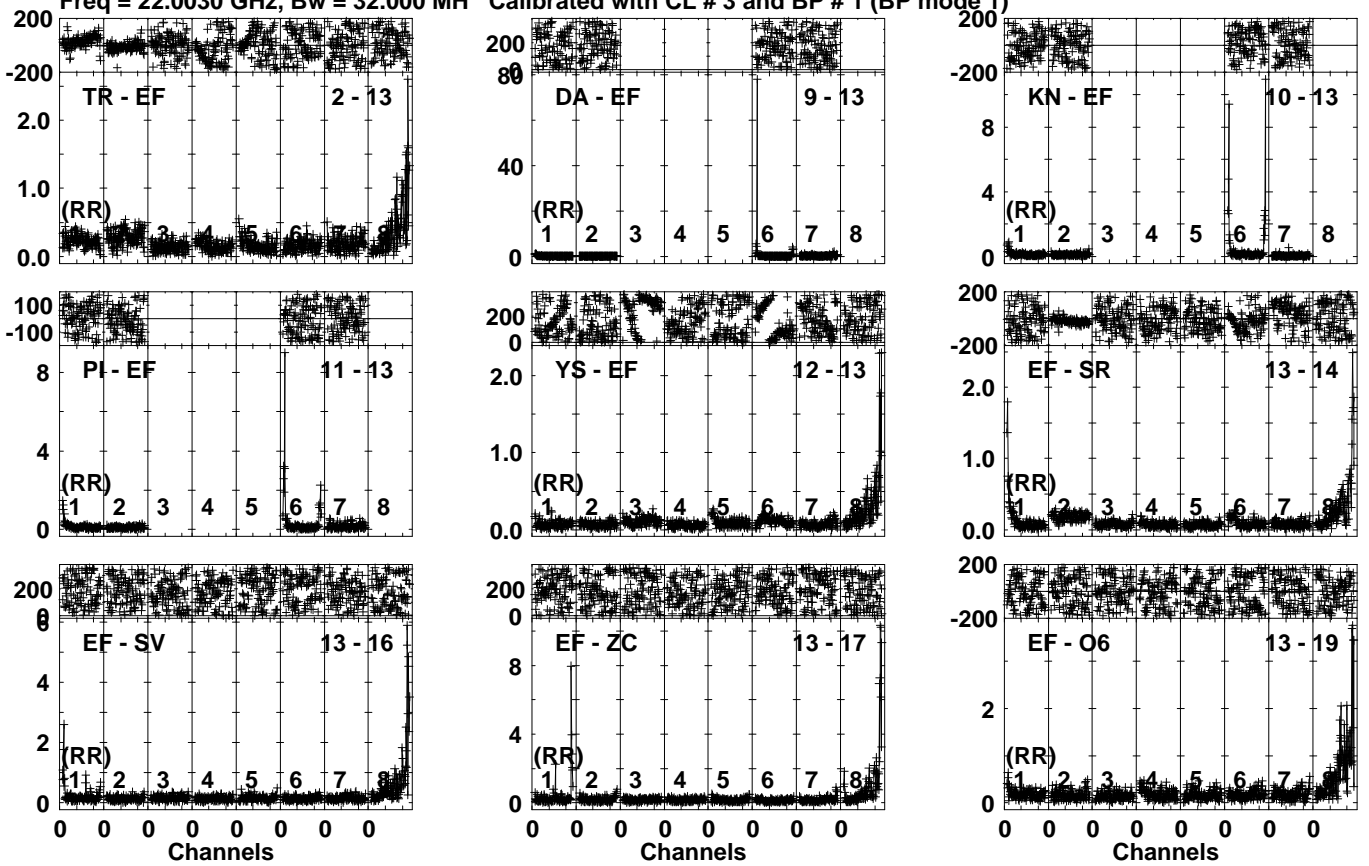 Freq = 22.0030 GHz, Bw = 32.000 MH Calibrated with CL # 3 and BP # 1 (BP mode 1)
200
-200
TR - EF 2 - 13
2.0
1.0
0.0
(RR)
3 4 5 6 7 8
200
0
DA - EF 9 - 13
80
40
0
(RR)
1 2 3 4 5 6 7 8
200
-200
KN - EF 10 - 13
8
4
0
(RR)
1 2 3 4 5 6 7 8
100
-100
PI - EF 11 - 13
8
4
0
(RR)
1 2 3 4 5 6 7 8
200
0
YS - EF 12 - 13
2.0
1.0
0.0
(RR)
1 2 3 4 5 6 7 8
200
-200
EF - SR 13 - 14
2.0
1.0
0.0
(RR)
1 2 3 4 5 6 7 8
200
0
EF - SV 13 - 16
6
4
2
0
(RR)
1 2 3 4 5 6 7 8
0 0 0 0 0 0 0 0
Channels
200
0
EF - ZC 13 - 17
8
4
0
(RR)
1 2 3 4 5 6 7 8
0 0 0 0 0 0 0 0
Channels
200
-200
EF - O6 13 - 19
2
0
(RR)
1 2 3 4 5 6 7 8
0 0 0 0 0 0 0 0
Channels